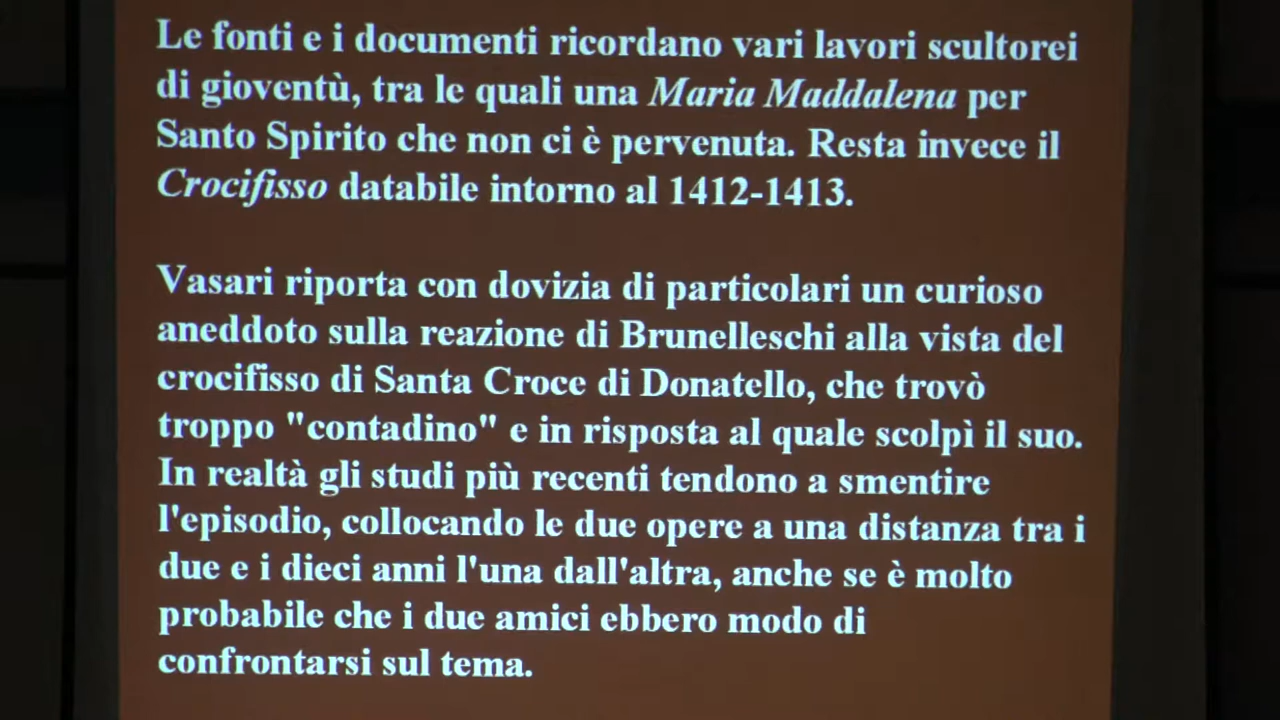 Le fonti e i documenti ricordano vari lavori scultorei
di gioventù, tra le quali una Maria Maddalena per
Santo Spirito che non ci è pervenuta. Resta invece il
Crocifisso databile intorno al 1412-1413.
Vasari riporta con dovizia di particolari un curioso
aneddoto sulla reazione di Brunelleschi alla vista del
crocifisso di Santa Croce di Donatello, che trovò
troppo "contadino" e in risposta al quale scolpì il suo.
In realtà gli studi più recenti tendono a smentire
l'episodio, collocando le due opere a una distanza tra i
due e i dieci anni l'una dall'altra, anche se è molto
probabile che i due amici ebbero modo di
confrontarsi sul tema.